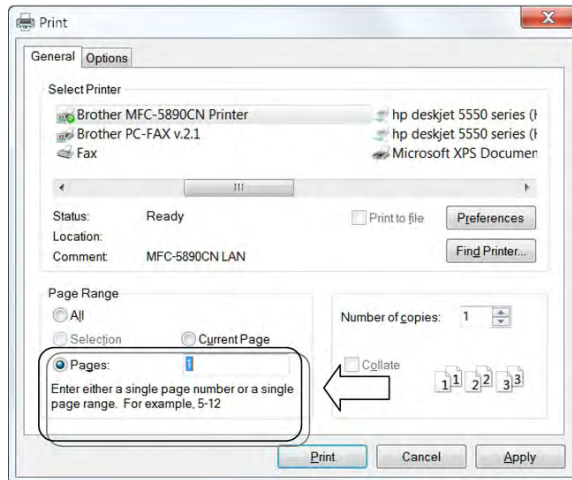 Print
General Options
Select Printer
Brother MFC-5890CN Printer
Brother PC-FAX v.2.1
Fax
hp deskjet 5550 series (
hp deskjet 5550 series (
Microsoft XPS Documen
Status: Ready
Print to file
Preferences
Location:
Comment: MFC-5890CN LAN
Find Printer...
Page Range
All
Selection Current Page
Pages: 1
Enter either a single page number or a single
page range. For example, 5-12
Number of copies: 1
Collate
11 22 33
Print Cancel Apply